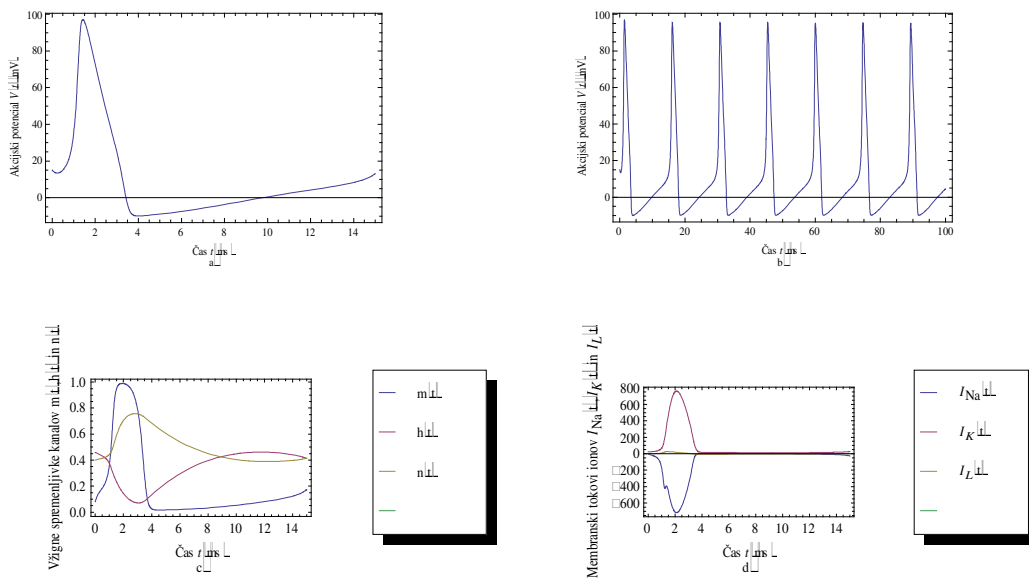 Akcijski potencial V t in mV
100
80
60
40
20
0
0 2 4 6 8 10 12 14
Čas t ms
a
Akcijski potencial V t in mV
100
80
60
40
20
0
0 20 40 60 80 100
Čas t ms
b
Vžigne spremenljivke kanalov m t , h t in n t
1.0
0.8
0.6
0.4
0.2
0.0
0 2 4 6 8 10 12 14
Čas t ms
c
m t
h t
n t
Membranski tokovi ionov I Na t , I K t in I L t
800
600
400
200
0
200
400
600
0 2 4 6 8 10 12 14
Čas t ms
d
I Na t
I K t
I L t